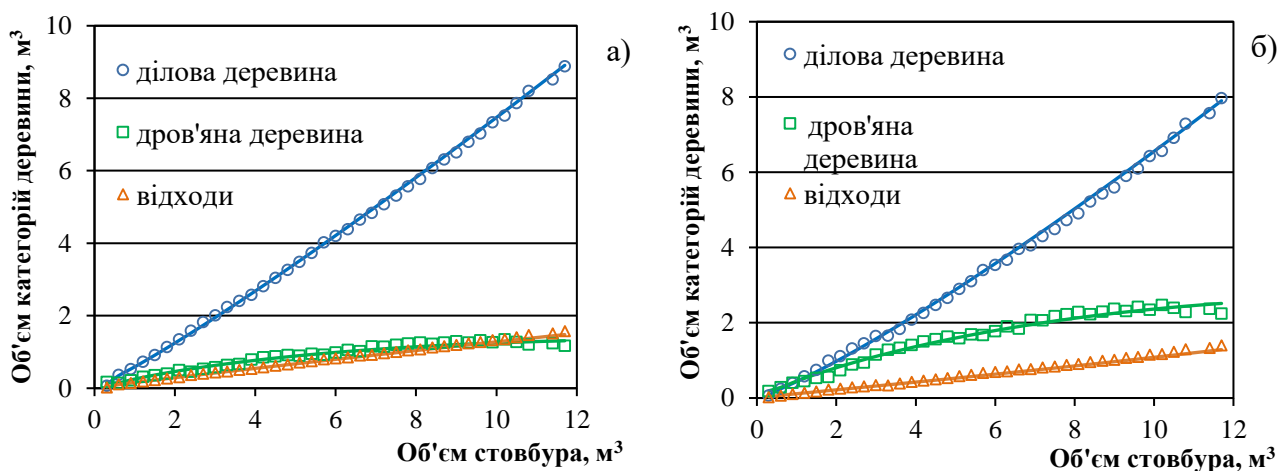 Об'єм категорій деревини, м³
10
8
6
4
2
0
ділова деревина
дров'яна деревина
відходи
а)
0 2 4 6 8 10 12
Об'єм стовбура, м³
Об'єм категорій деревини, м³
10
8
6
4
2
0
ділова деревина
дров'яна
деревина
відходи
б)
0 2 4 6 8 10 12
Об'єм стовбура, м³